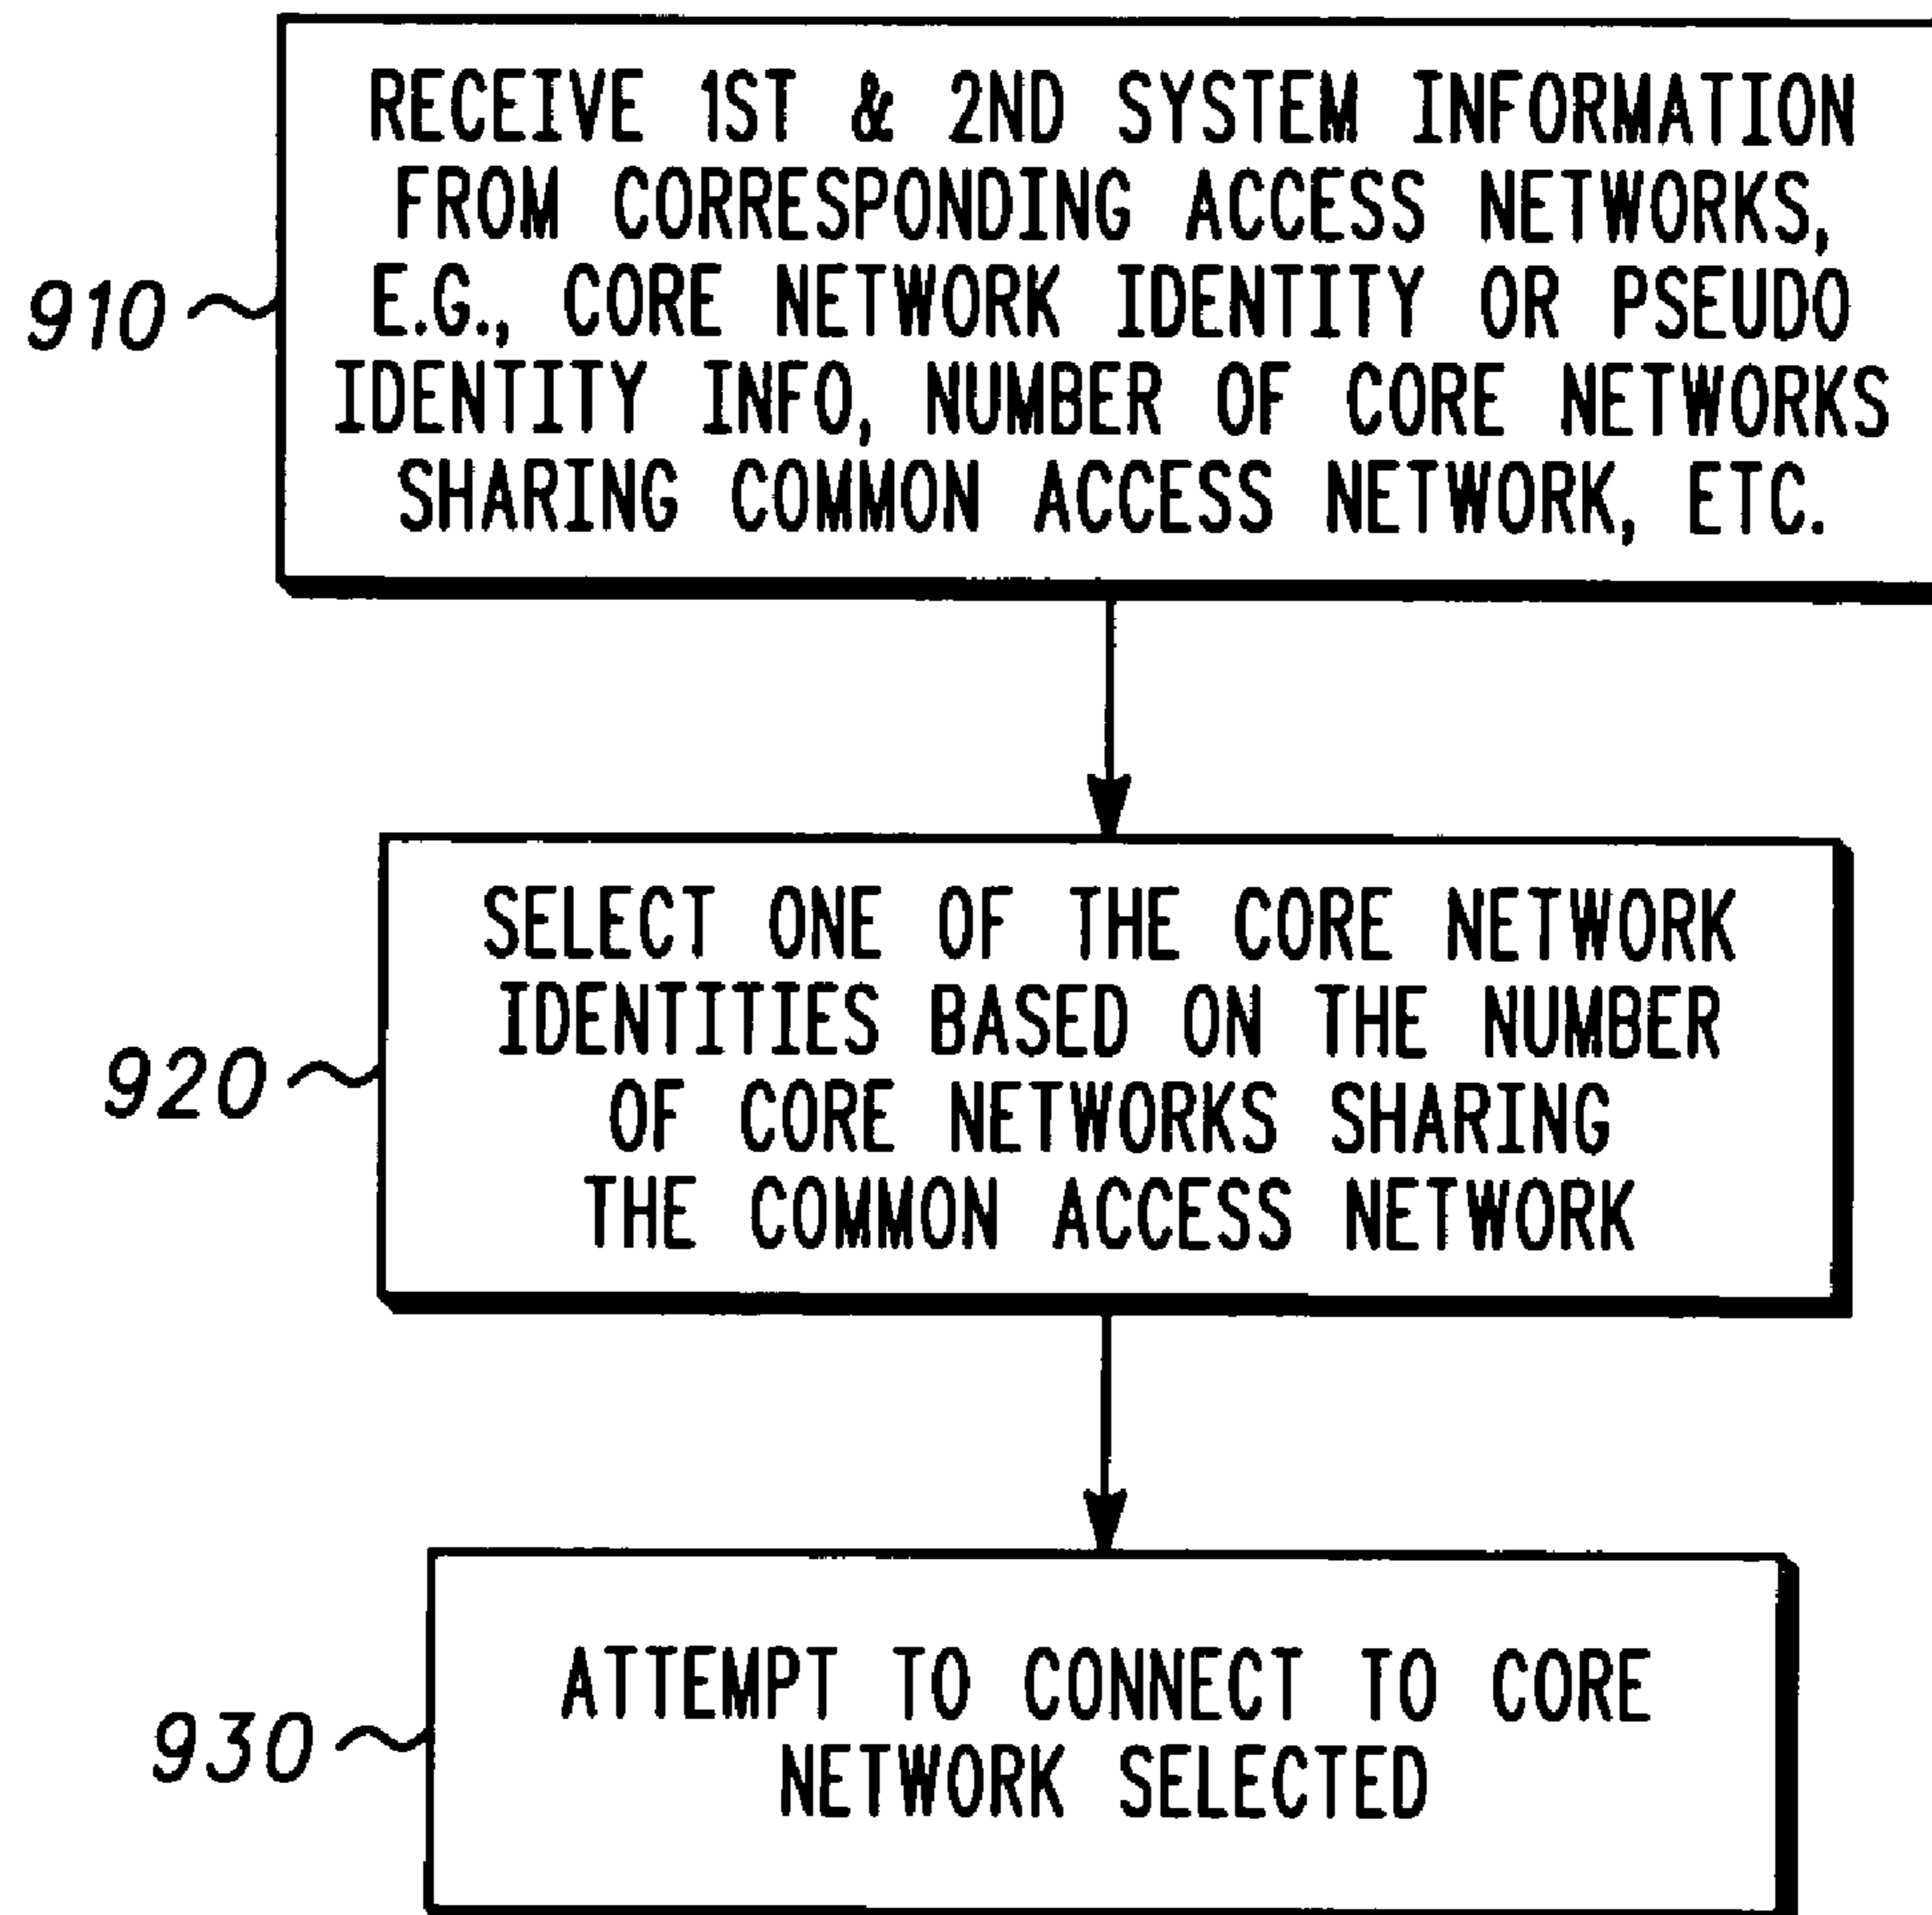 RECEIVE 1ST & 2ND SYSTEM INFORMATION
FROM CORRESPONDING ACCESS NETWORKS,
910 E.G., CORE NETWORK IDENTITY OR PSEUDO
IDENTITY INFO, NUMBER OF CORE NETWORKS
SHARING COMMON ACCESS NETWORK, ETC.
SELECT ONE OF THE CORE NETWORK
IDENTITIES BASED ON THE NUMBER
920 OF CORE NETWORKS SHARING
THE COMMON ACCESS NETWORK
ATTEMPT TO CONNECT TO CORE
930 NETWORK SELECTED